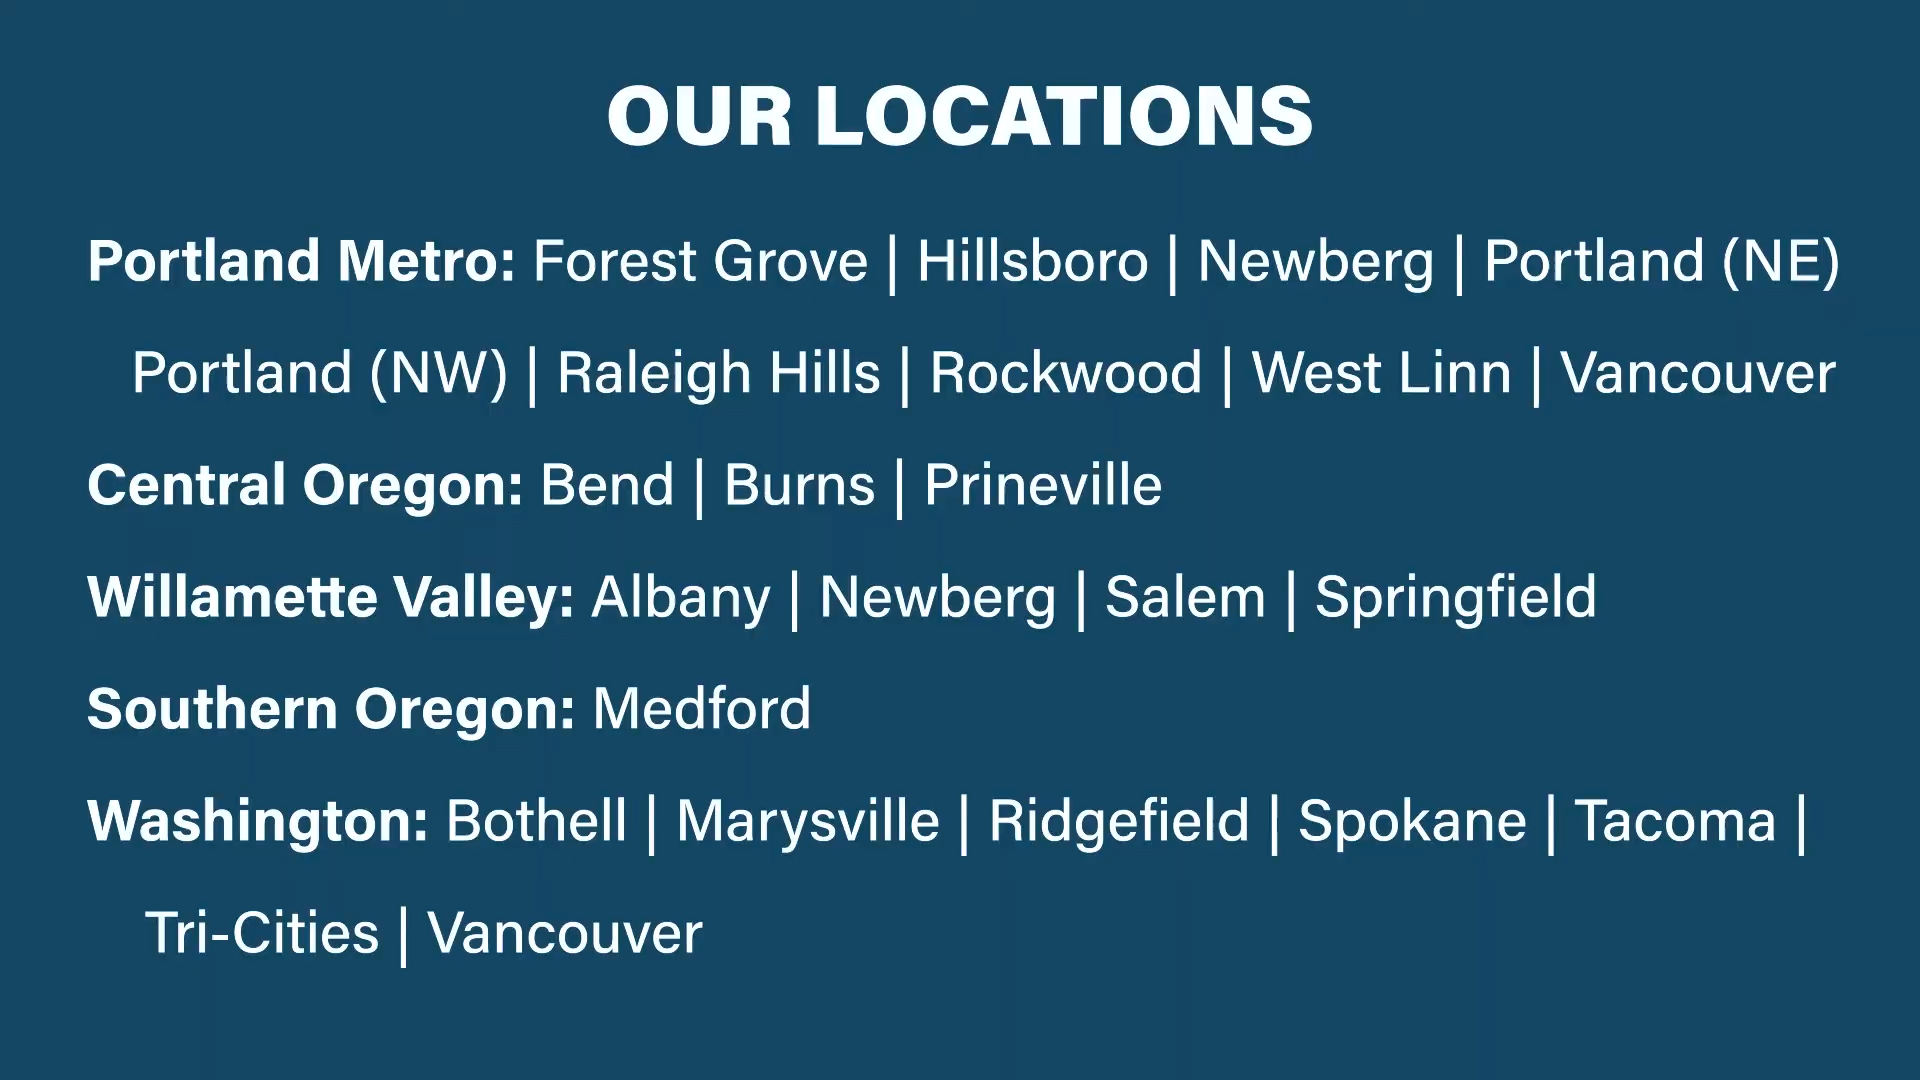 OUR LOCATIONS
Portland Metro: Forest Grove | Hillsboro | Newberg | Portland (NE)
Portland (NW) | Raleigh Hills | Rockwood | West Linn | Vancouver
Central Oregon: Bend | Burns | Prineville
Willamette Valley: Albany | Newberg | Salem | Springfield
Southern Oregon: Medford
Washington: Bothell | Marysville | Ridgefield | Spokane | Tacoma |
Tri-Cities | Vancouver